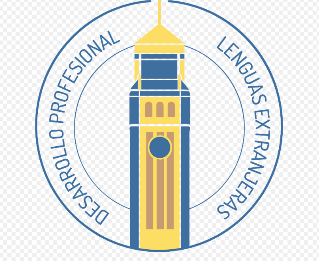 DESARROLLO PROFESIONAL
LENGUAS EXTRANJERAS